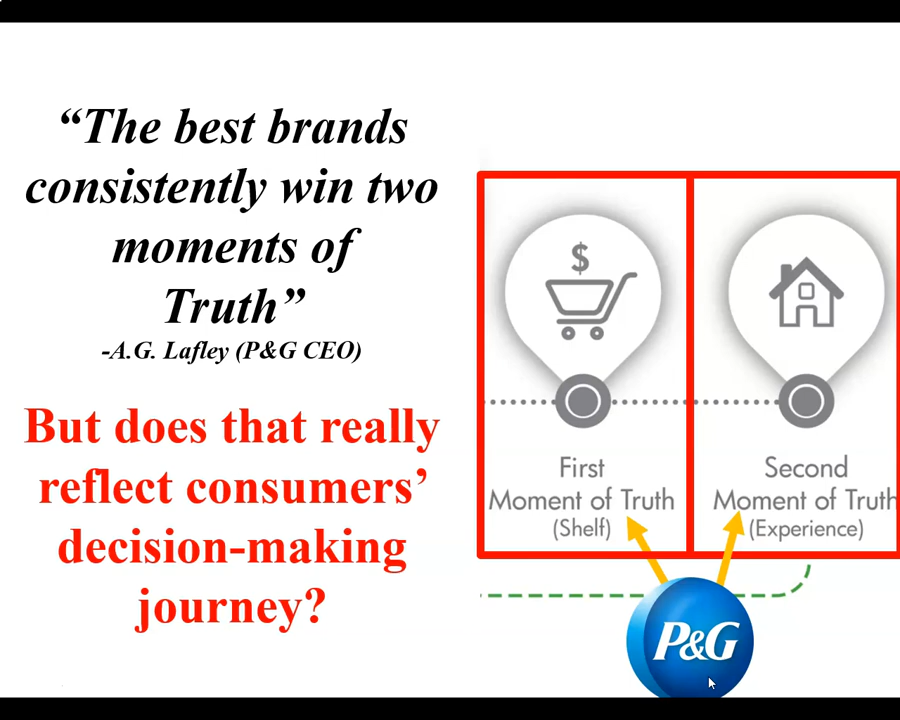 “The best brands
consistently win two
moments of
Truth”
-A.G. Lafley (P&G CEO)
But does that really
reflect consumers’
decision-making
journey?
$
First
Moment of Truth
(Shelf)
Second
Moment of Truth
(Experience)
P&G